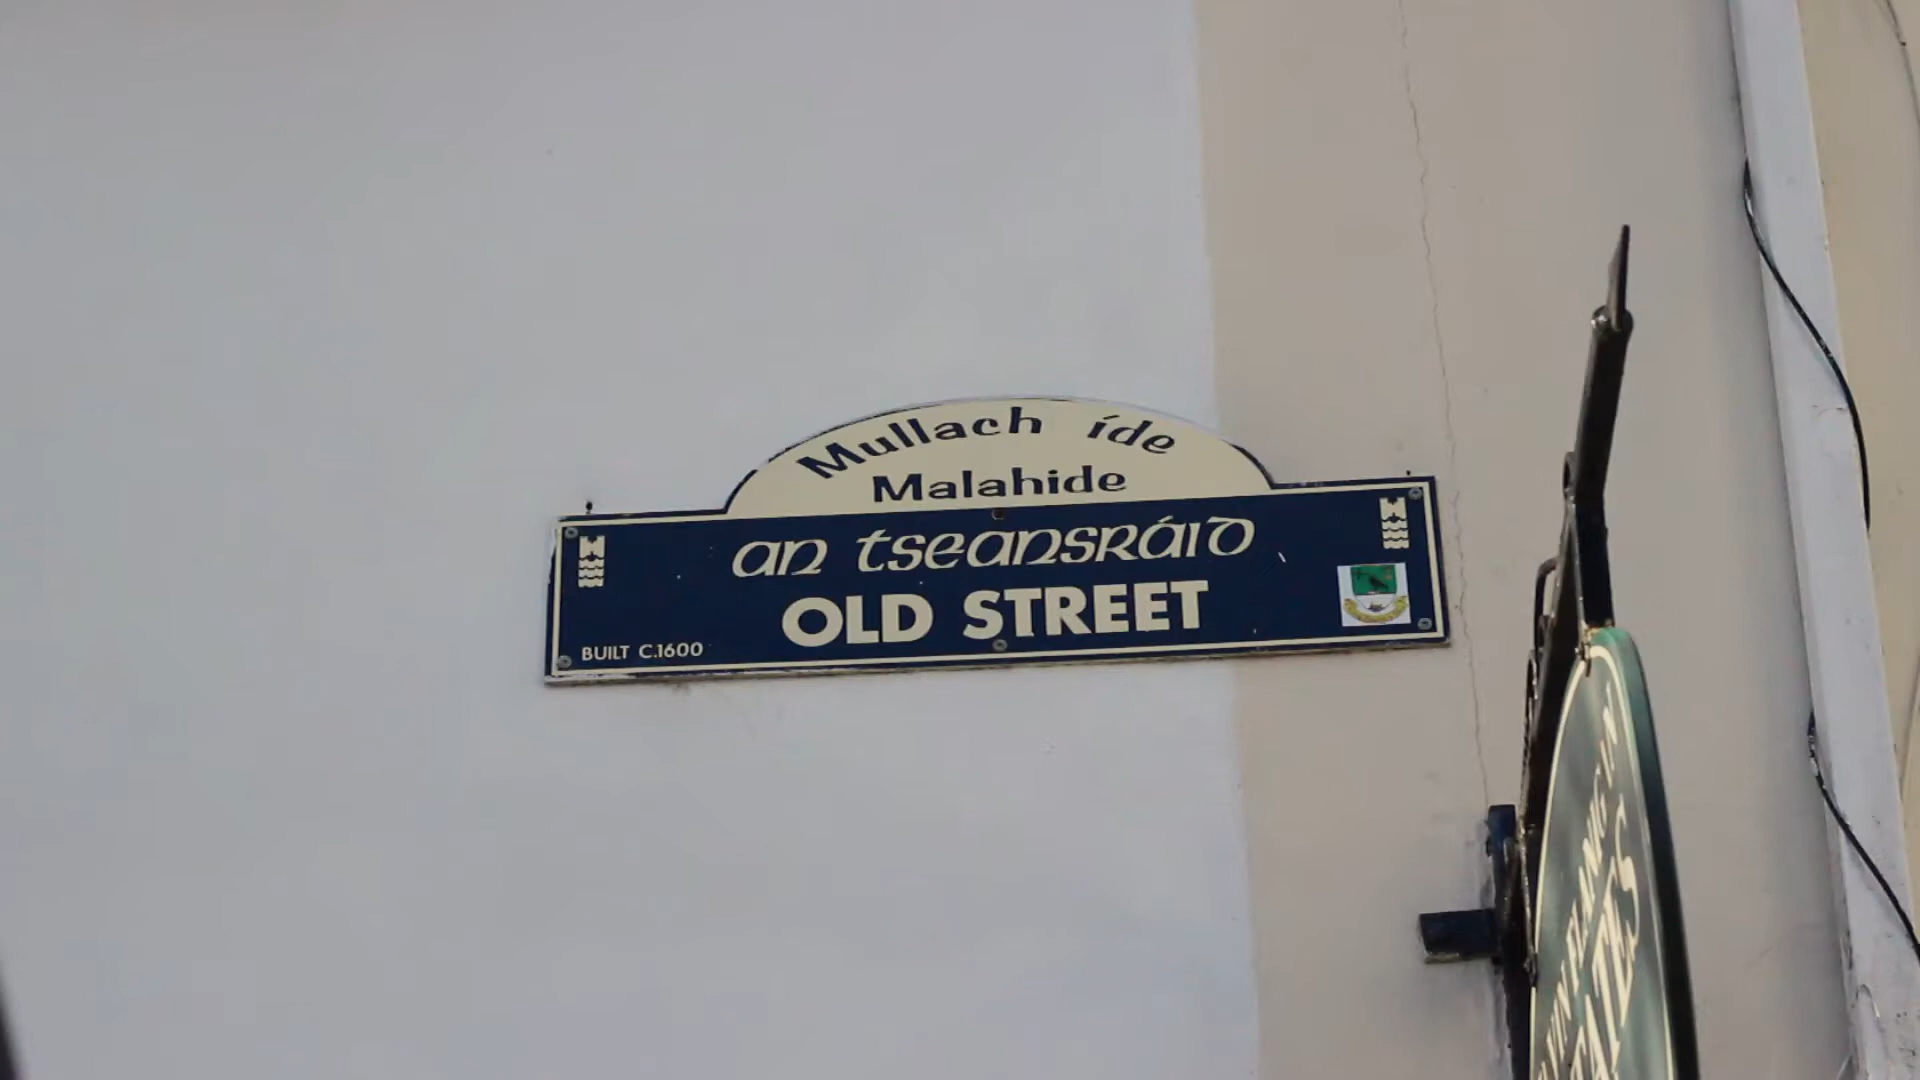 Mullach íde
Malahide
an tseansráid
OLD STREET
BUILT C.1600